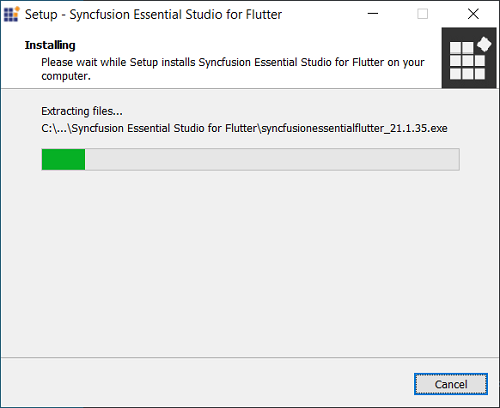 Setup - Syncfusion Essential Studio for Flutter
Installing
Please wait while Setup installs Syncfusion Essential Studio for Flutter on your
computer.
Extracting files...
C:\...\Syncfusion Essential Studio for Flutter\syncfusionessentialflutter_21.1.35.exe
Cancel